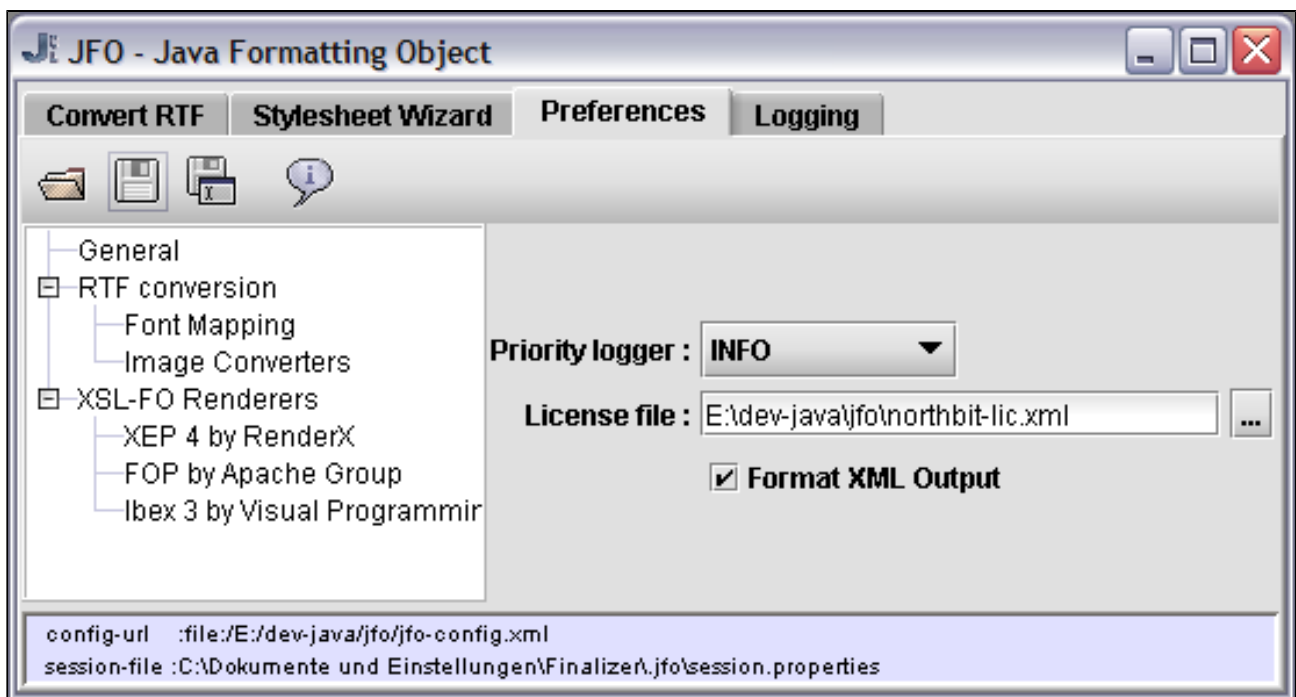 JFO - Java Formatting Object
Convert RTF Stylesheet Wizard Preferences Logging
General
RTF conversion
Font Mapping
Image Converters
XSL-FO Renderers
XEP 4 by RenderX
FOP by Apache Group
Ibex 3 by Visual Programmin
Priority logger : INFO
License file : E:\dev-java\jfo\northbit-lic.xml ...
Format XML Output
config-url :file:/E:/dev-java/jfo/jfo-config.xml
session-file :C:\Dokumente und Einstellungen\Finalizer\.jfo\session.properties